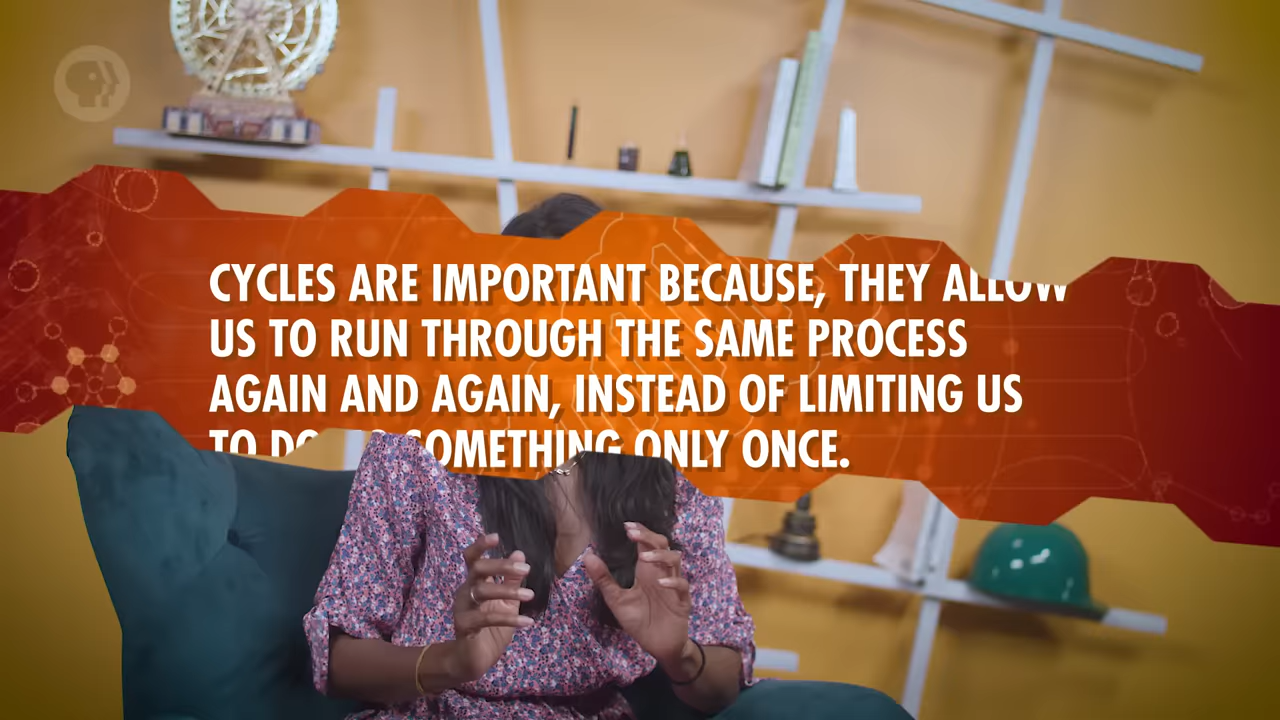 CYCLES ARE IMPORTANT BECAUSE, THEY ALLOW
US TO RUN THROUGH THE SAME PROCESS
AGAIN AND AGAIN, INSTEAD OF LIMITING US
TO DO SOMETHING ONLY ONCE.